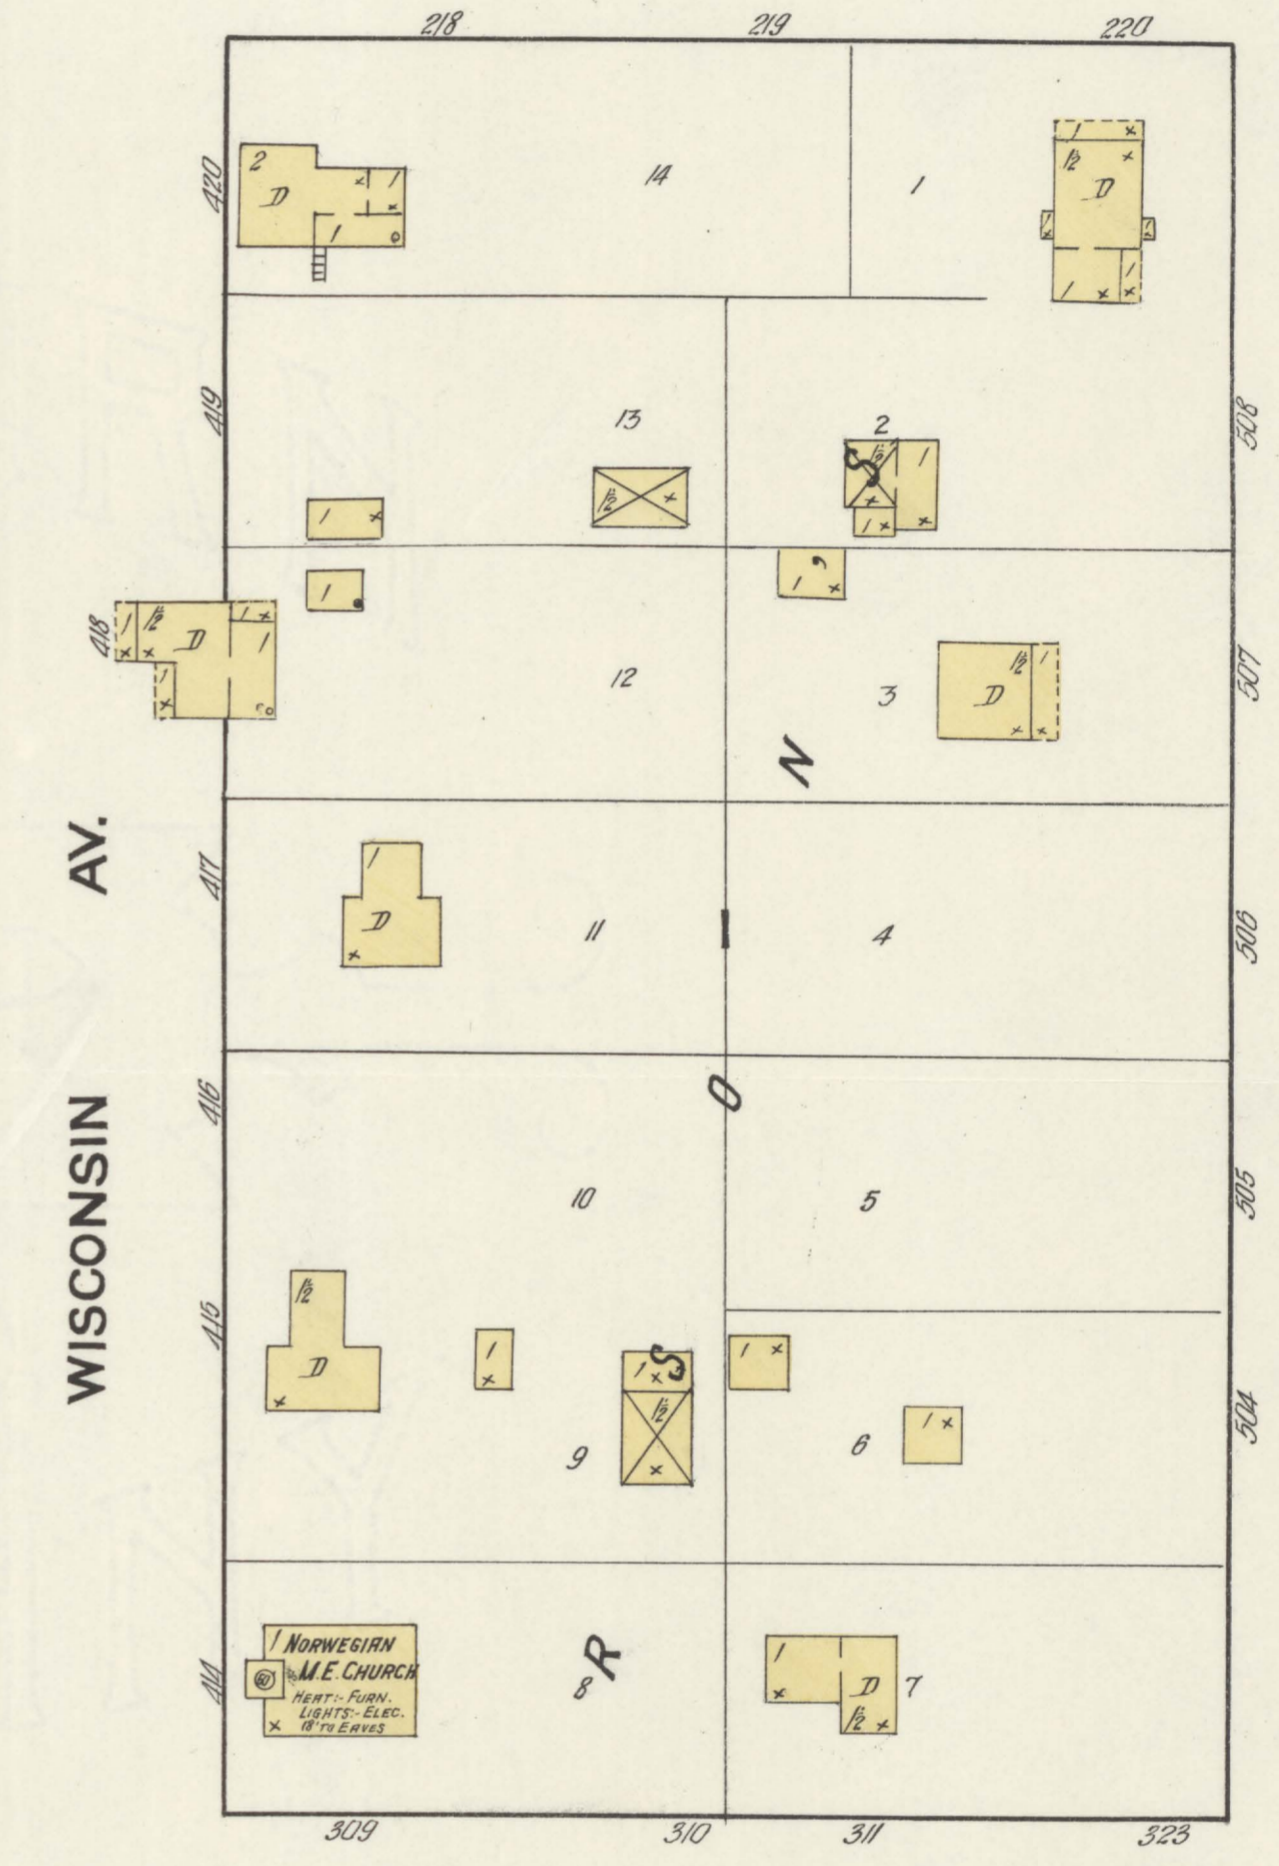 218 219 220
420
2
D
x 1
x
1 o
14
1
1 x
1½ x
D
1 x
1 x
1 x
1 x
419
13
1½ x
1 x
2
1½
x
1
x
1 x
S
508
418
1 x
1½ x
D
1 x
1
1 x
1
12
1 x
,
3
1½
D
x
1
x
507
N
AV.
417
1
D
x
11
4
506
I
O
416
10
5
505
WISCONSIN
415
1½
D
x
1
x
1 x
S
1½
x
9
1 x
6
1 x
504
414
1 NORWEGIAN
M.E. CHURCH
HEAT:- FURN.
LIGHTS:- ELEC.
x 18' TO EAVES
60
8
R
1
x
D
1½ x
7
309 310 311 323